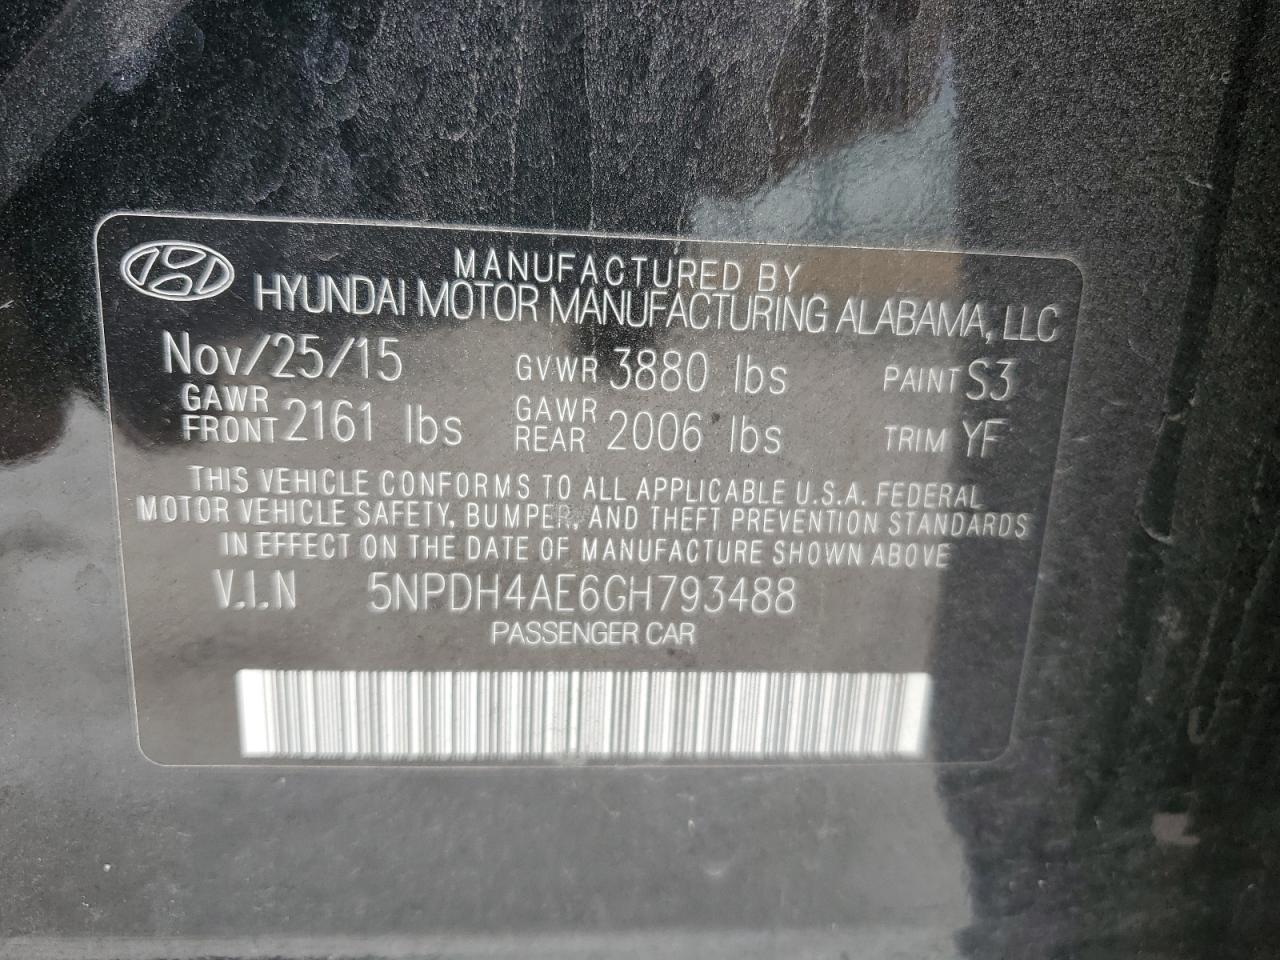 MANUFACTURED BY
HYUNDAI MOTOR MANUFACTURING ALABAMA, LLC
Nov/25/15 GVWR 3880 lbs PAINT S3
GAWR FRONT 2161 lbs GAWR REAR 2006 lbs TRIM YF
THIS VEHICLE CONFORMS TO ALL APPLICABLE U.S.A. FEDERAL
MOTOR VEHICLE SAFETY, BUMPER, AND THEFT PREVENTION STANDARDS
IN EFFECT ON THE DATE OF MANUFACTURE SHOWN ABOVE
V.I.N 5NPDH4AE6GH793488
PASSENGER CAR